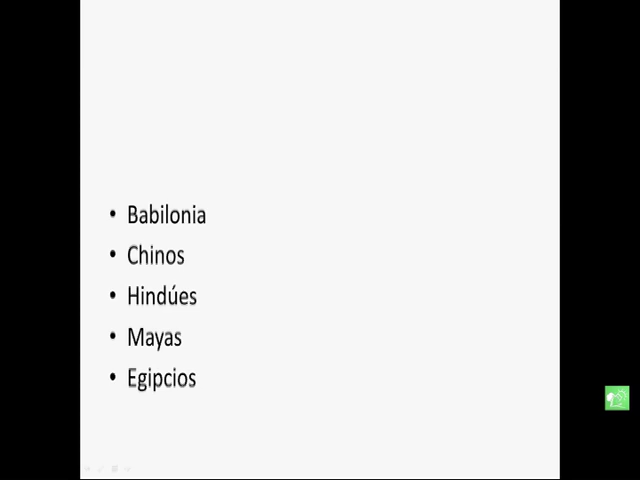 • Babilonia
• Chinos
• Hindúes
• Mayas
• Egipcios